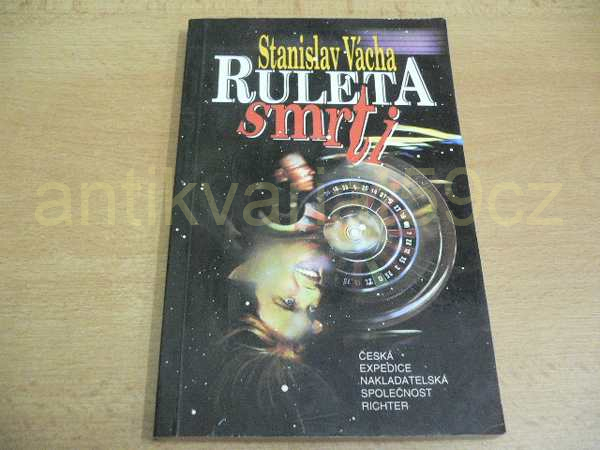 Stanislav Vácha
RULETA
smrti
ČESKÁ
EXPEDICE
NAKLADATELSKÁ
SPOLEČNOST
RICHTER